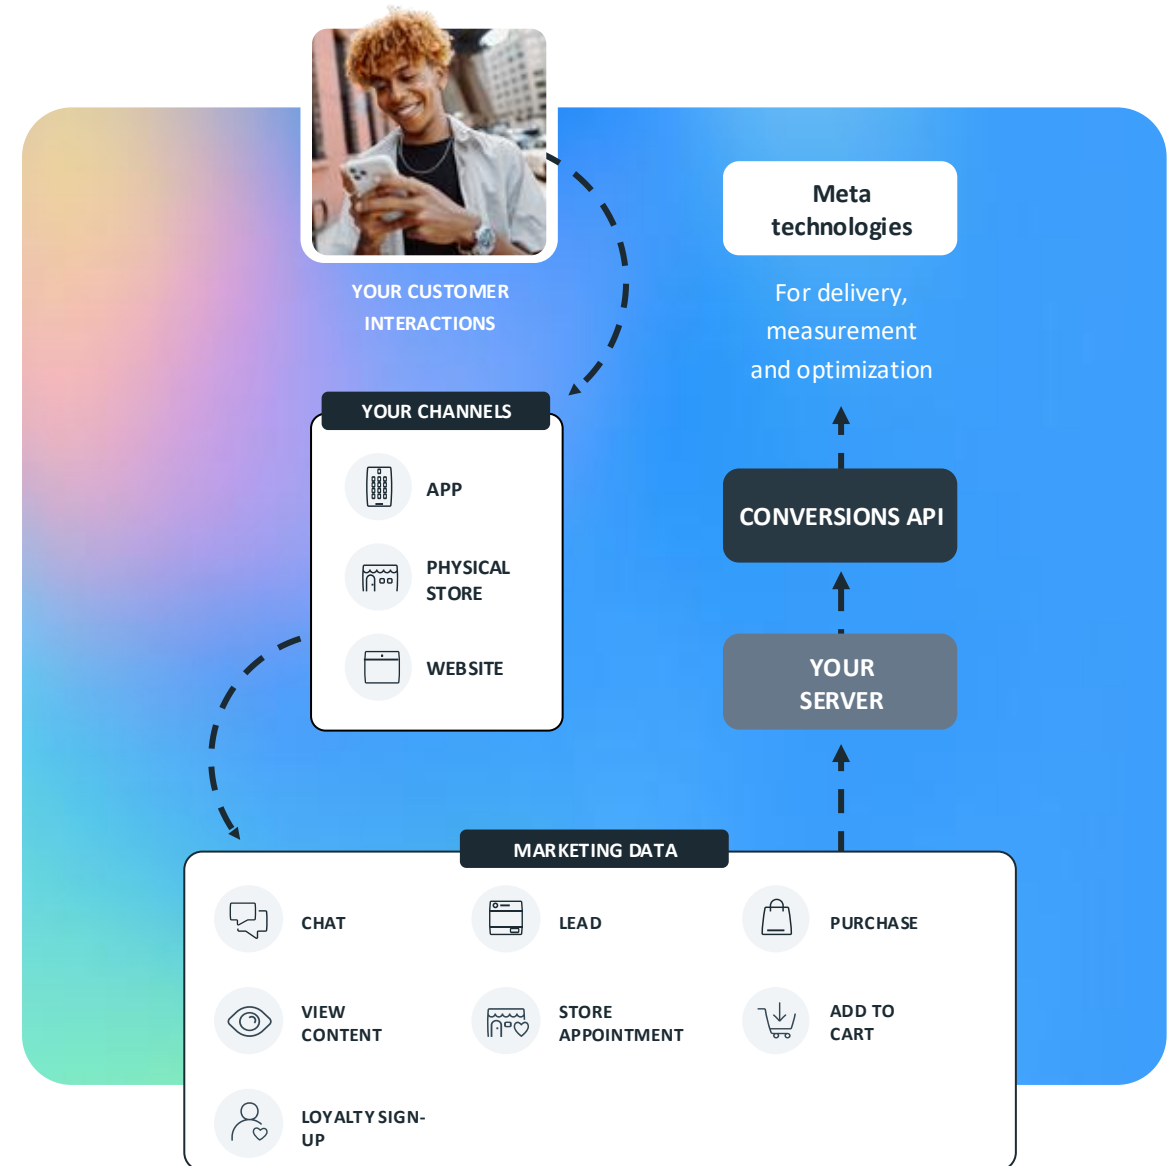 YOUR CUSTOMER
INTERACTIONS
YOUR CHANNELS
APP
PHYSICAL
STORE
WEBSITE
Meta
technologies
For delivery,
measurement
and optimization
CONVERSIONS API
YOUR
SERVER
MARKETING DATA
CHAT
LEAD
PURCHASE
VIEW
CONTENT
STORE
APPOINTMENT
ADD TO
CART
LOYALTY SIGN-
UP